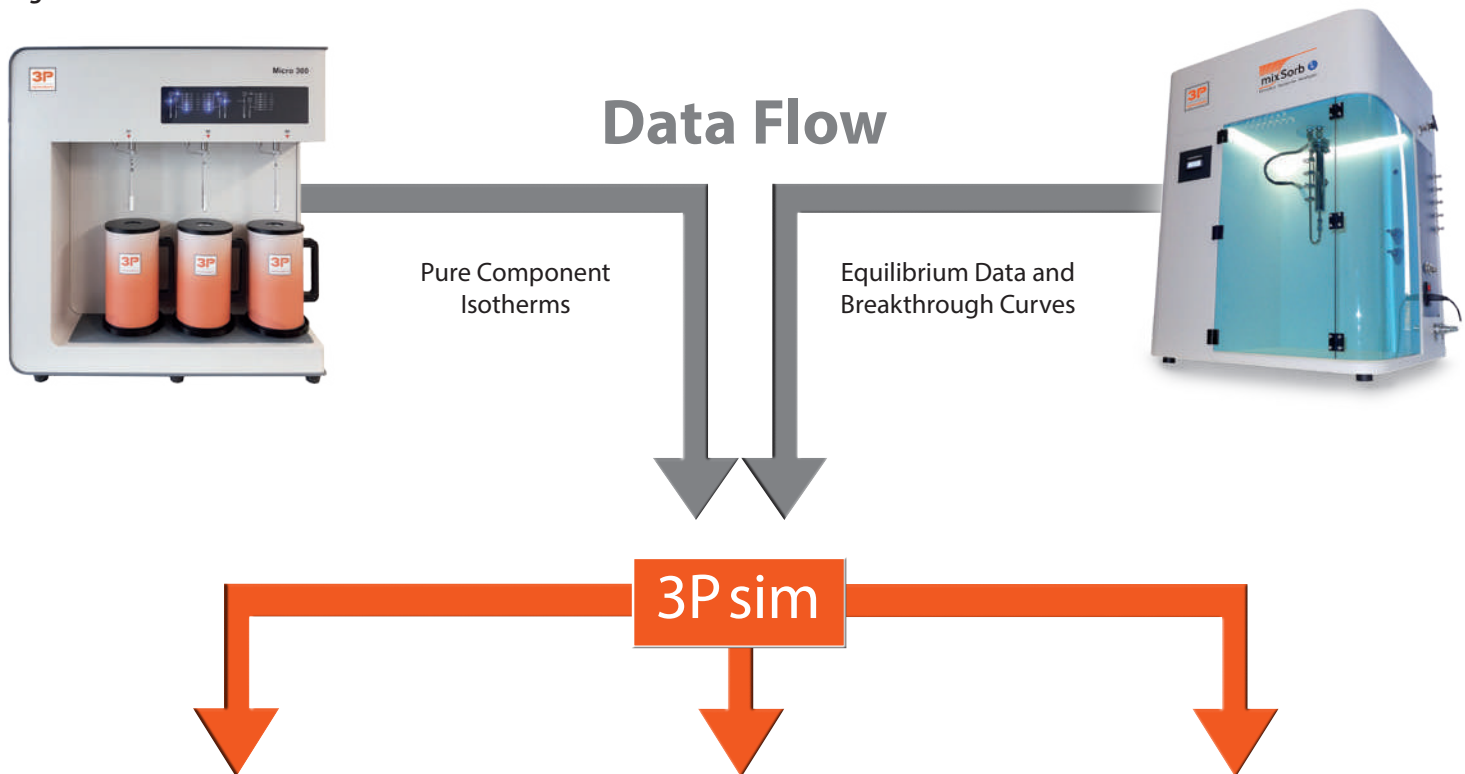 3P
Micro 300
mixSorb L
3P
Data Flow
Pure Component
Isotherms
Equilibrium Data and
Breakthrough Curves
3P
3P
3P
3P sim